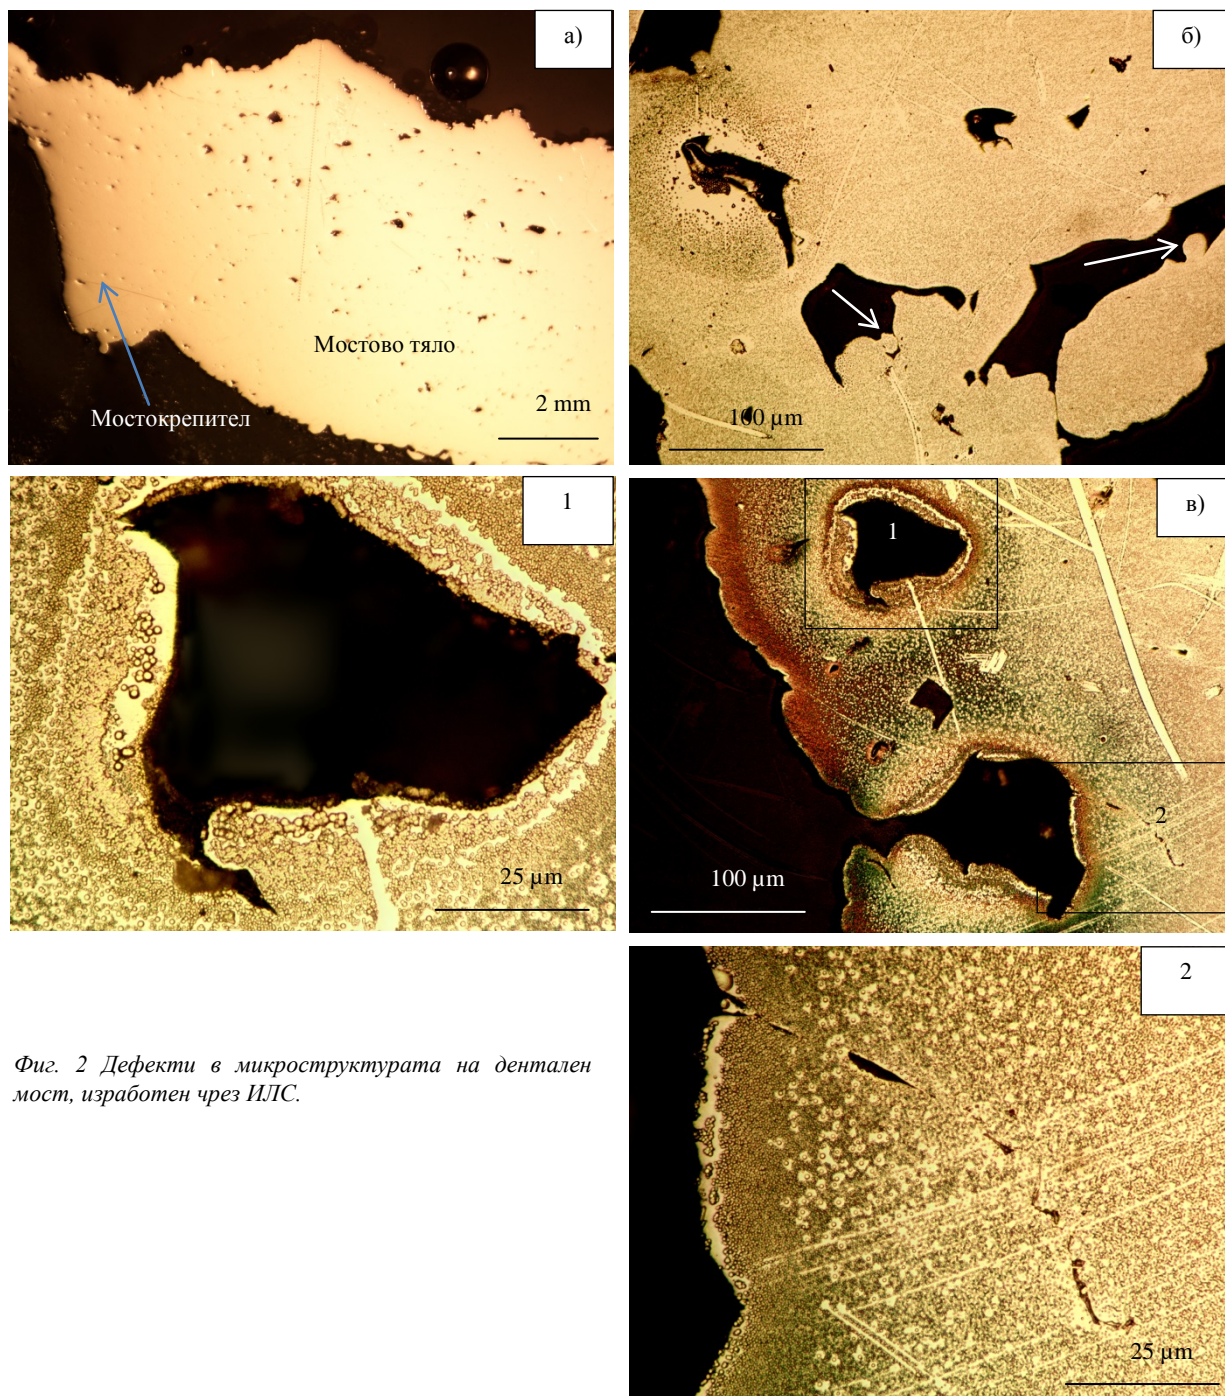 а)
Мостово тяло
Мостокрепител
2 mm
б)
100 µm
1
25 µm
в)
1
2
100 µm
2
25 µm
Фиг. 2 Дефекти в микроструктурата на дентален
мост, изработен чрез ИЛС.